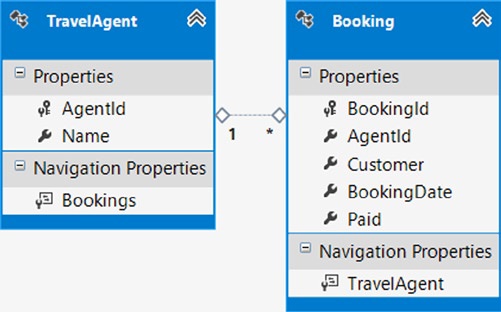 TravelAgent
Properties
AgentId
Name
Navigation Properties
Bookings
1
*
Booking
Properties
BookingId
AgentId
Customer
BookingDate
Paid
Navigation Properties
TravelAgent